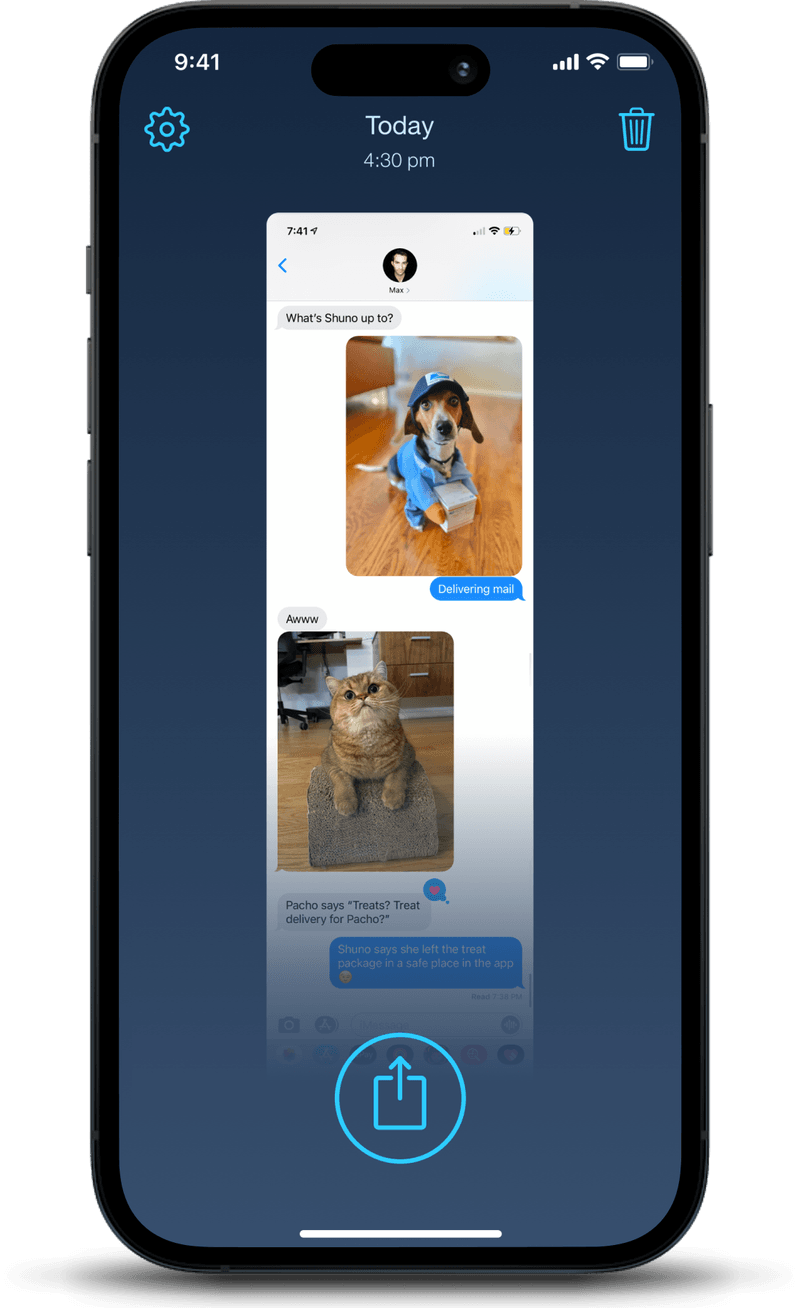 9:41
Today
4:30 pm
7:41
Max
What’s Shuno up to?
Delivering mail
Awww
Pacho says “Treats? Treat
delivery for Pacho?”
Shuno says she left the treat
package in a safe place in the app
Read 7:38 PM